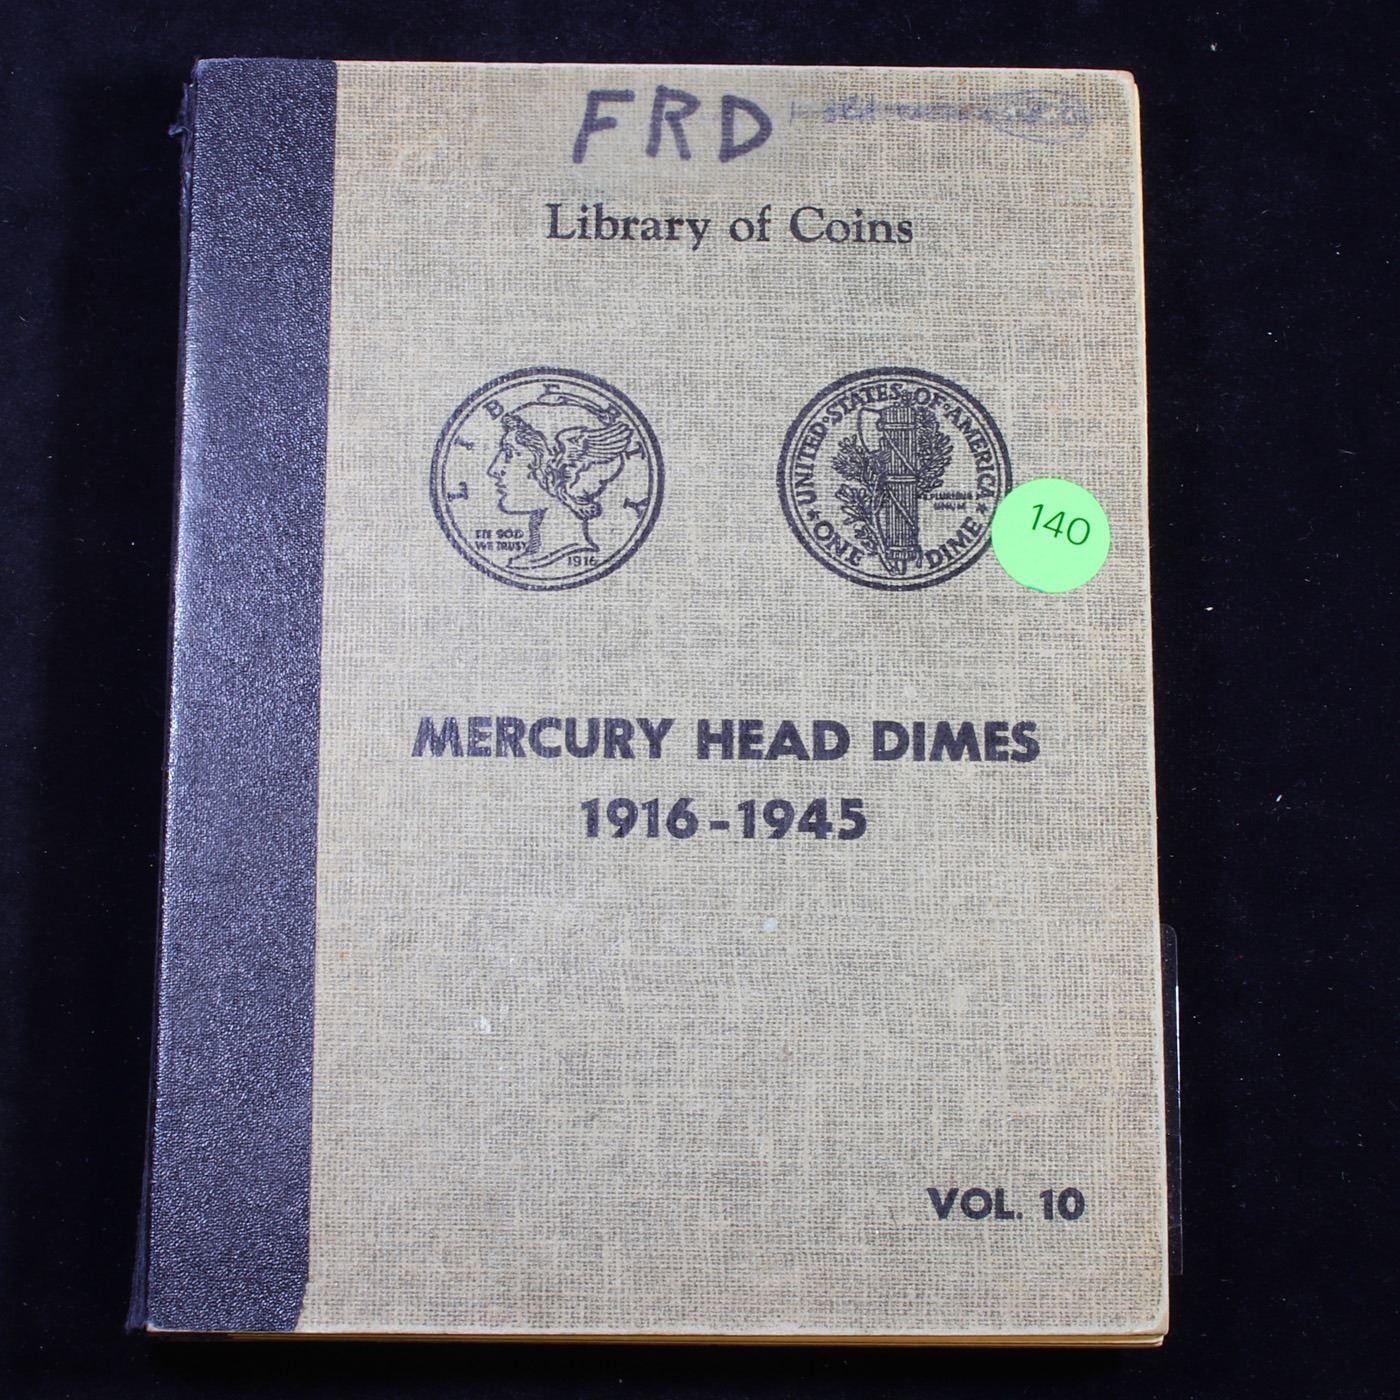 FRD
Library of Coins
LIBERTY
IN GOD
WE TRUST
1916
UNITED·STATES·OF·AMERICA
E PLURIBUS
UNUM
★ ONE DIME ★
140
MERCURY HEAD DIMES
1916-1945
VOL. 10